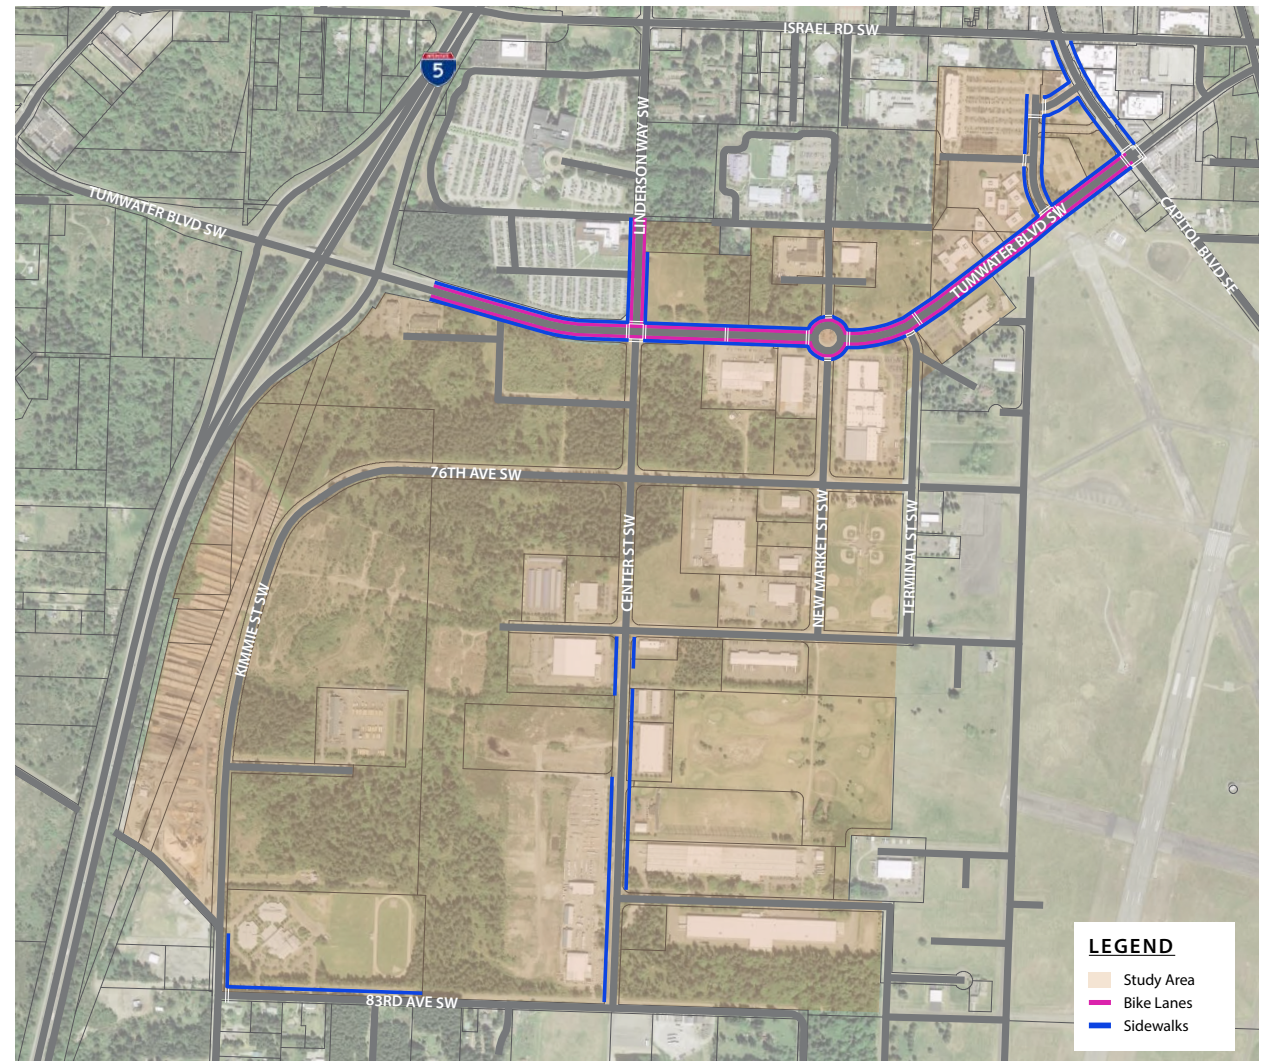 ISRAEL RD SW
INTERSTATE
5
LINDERSON WAY SW
TUMWATER BLVD SW
CAPITOL BLVD SE
TUMWATER BLVD SW
76TH AVE SW
CENTER ST SW
NEW MARKET ST SW
TERMINAL ST SW
KIMMIE ST SW
83RD AVE SW
LEGEND
Study Area
Bike Lanes
Sidewalks